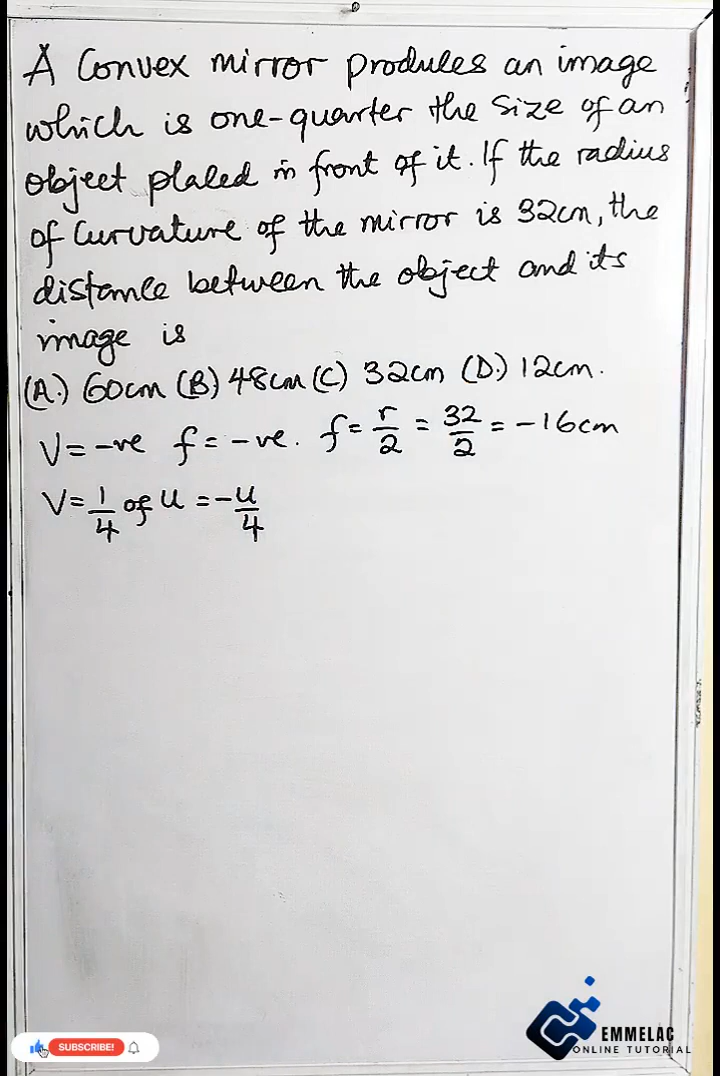 A Convex mirror produces an image
which is one-quarter the size of an
object placed in front of it. If the radius
of Curvature of the mirror is 32cm, the
distance between the object and its
image is
(A.) 60cm (B) 48cm (C) 32cm (D.) 12cm.
V = -ve f = -ve. f = r/2 = 32/2 = -16cm
V = 1/4 of u = -u/4
SUBSCRIBE!
EMMELAC
ONLINE TUTORIAL